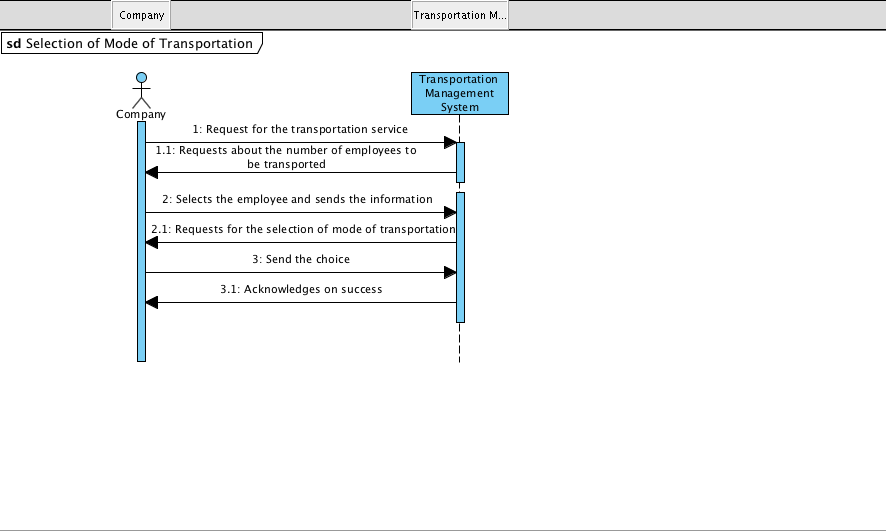 Company
Transportation M...
sd Selection of Mode of Transportation
Transportation
Management
System
Company
1: Request for the transportation service
1.1: Requests about the number of employees to
be transported
2: Selects the employee and sends the information
2.1: Requests for the selection of mode of transportation
3: Send the choice
3.1: Acknowledges on success